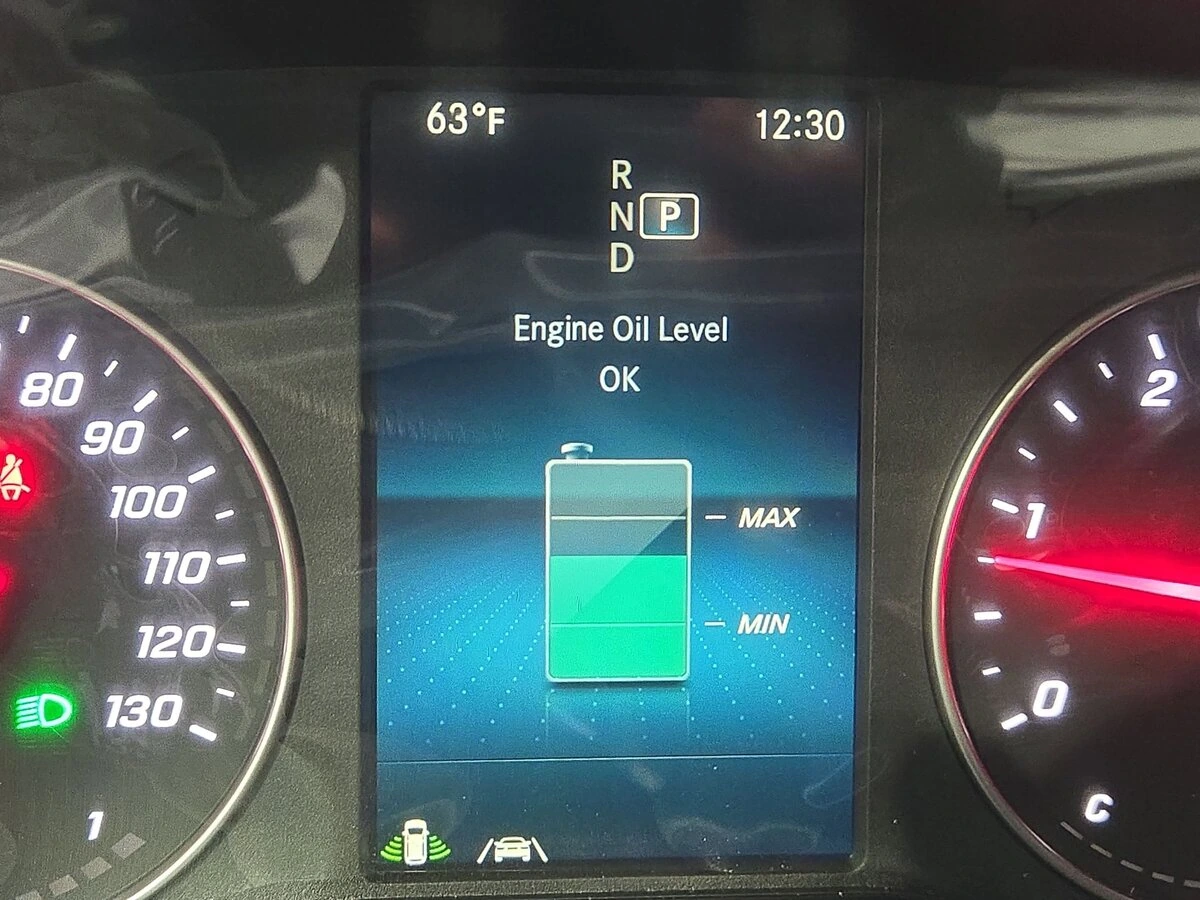 63°F
12:30
R
N P
D
Engine Oil Level
OK
MAX
MIN
80
90
100
110
120
130
1
2
1
0
C